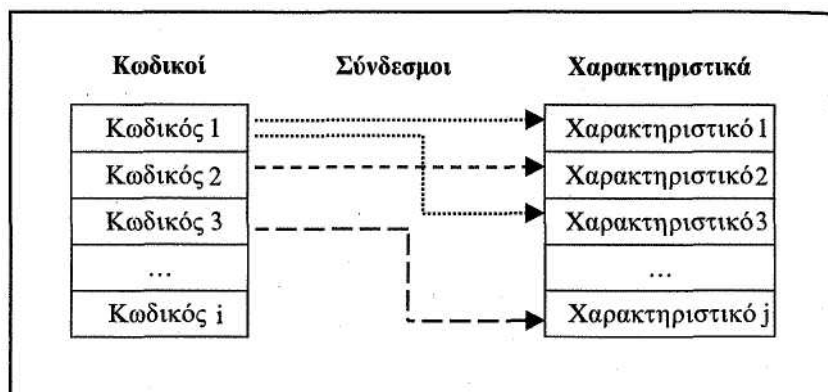 Κωδικοί Σύνδεσμοι Χαρακτηριστικά
Κωδικός 1 Χαρακτηριστικό 1
Κωδικός 2 Χαρακτηριστικό 2
Κωδικός 3 Χαρακτηριστικό 3
... ...
Κωδικός i Χαρακτηριστικό j